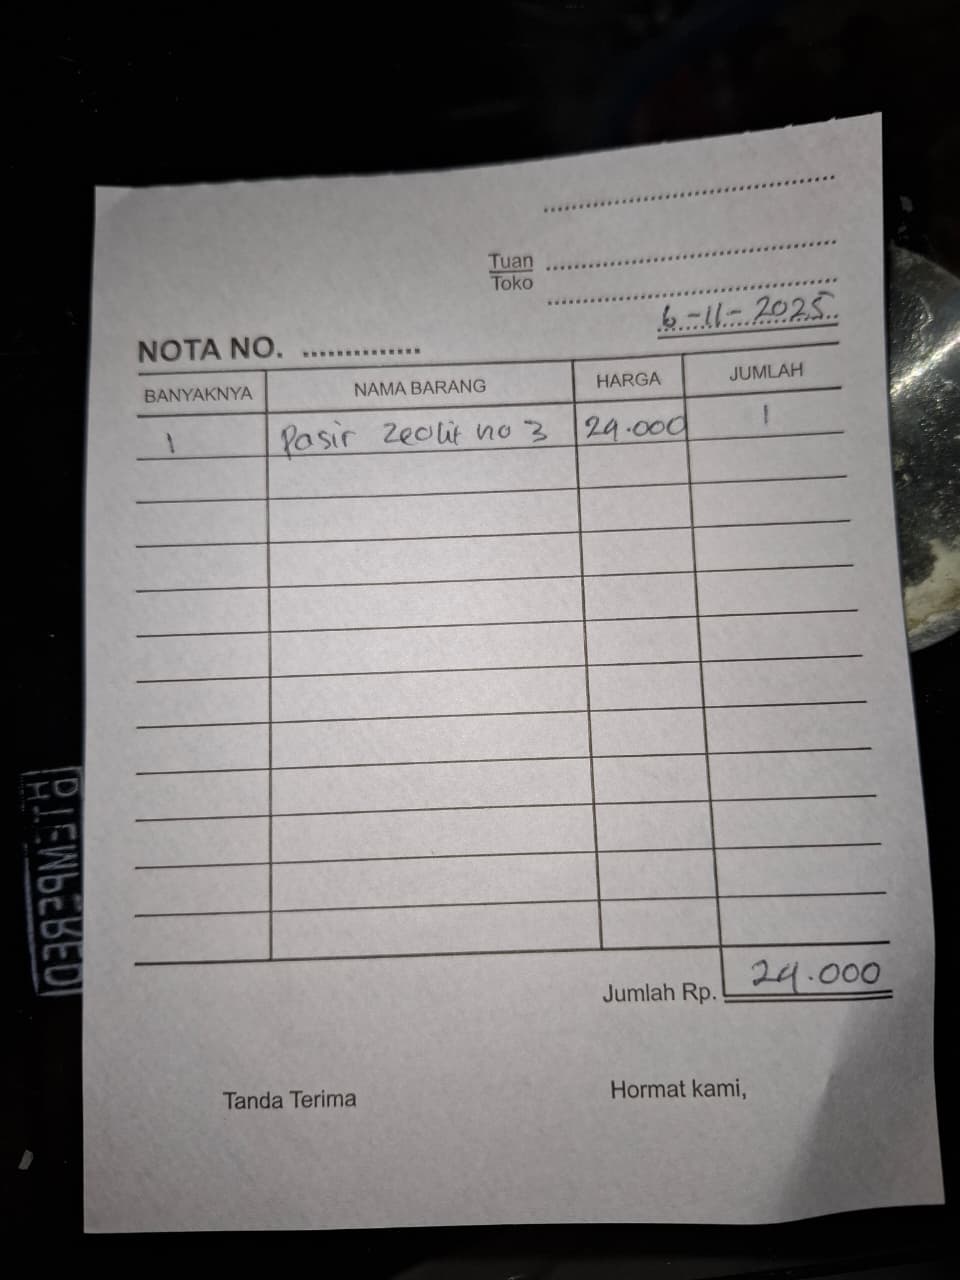 Tuan
Toko
6-11-2025
NOTA NO. ..............
BANYAKNYA NAMA BARANG HARGA JUMLAH
1 Pasir Zeolit no 3 24.000 1
Jumlah Rp. 24.000
Tanda Terima Hormat kami,
TEMPERED